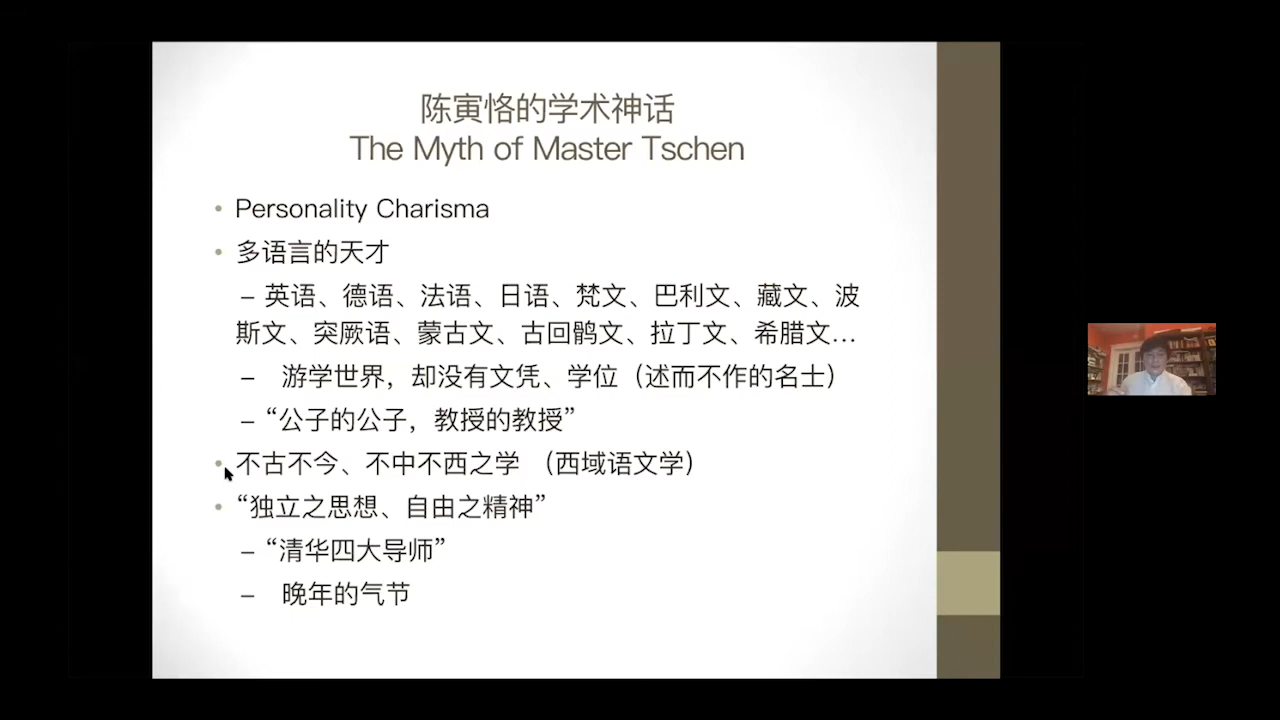 陈寅恪的学术神话
The Myth of Master Tschen
• Personality Charisma
• 多语言的天才
– 英语、德语、法语、日语、梵文、巴利文、藏文、波
斯文、突厥语、蒙古文、古回鹘文、拉丁文、希腊文…
– 游学世界，却没有文凭、学位（述而不作的名士）
– “公子的公子，教授的教授”
• 不古不今、不中不西之学 （西域语文学）
• “独立之思想、自由之精神”
– “清华四大导师”
– 晚年的气节